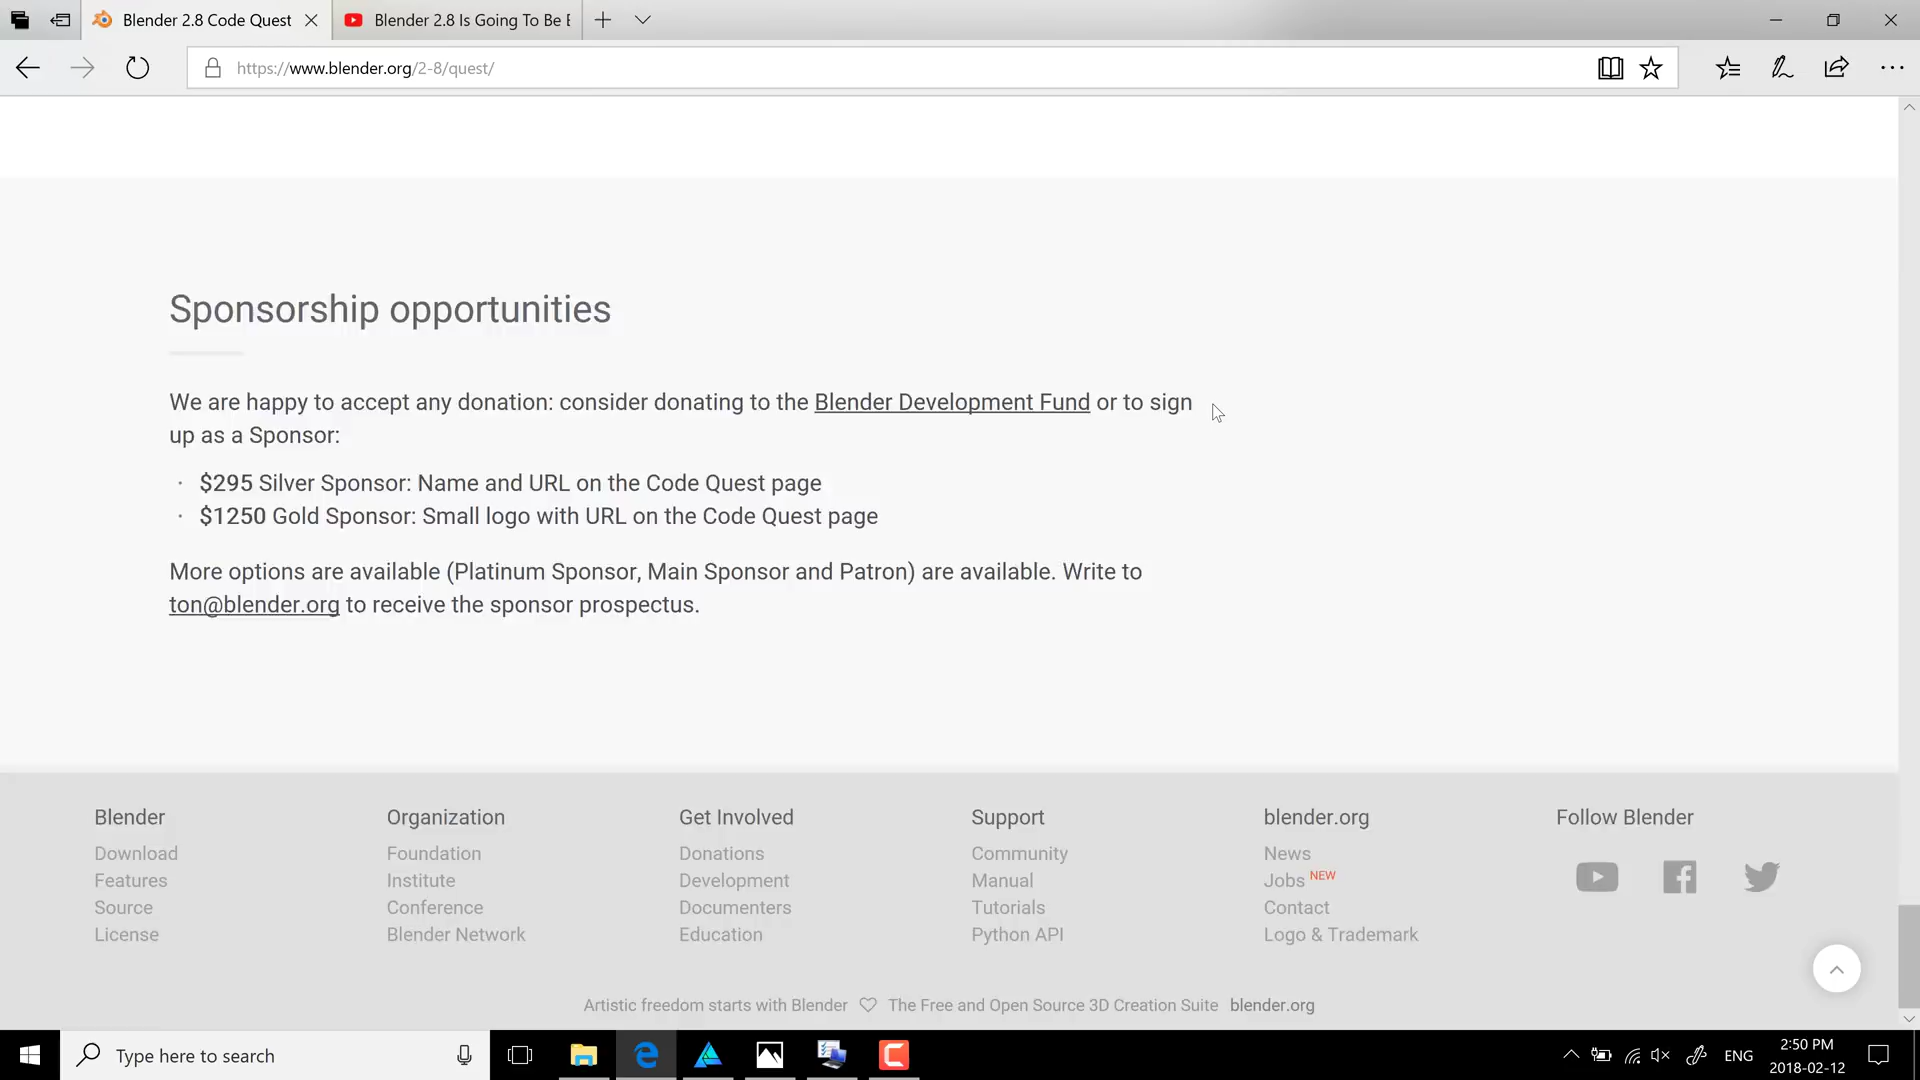 Blender 2.8 Code Quest
Blender 2.8 Is Going To Be
https://www.blender.org/2-8/quest/
Sponsorship opportunities
We are happy to accept any donation: consider donating to the Blender Development Fund or to sign
up as a Sponsor:
· $295 Silver Sponsor: Name and URL on the Code Quest page
· $1250 Gold Sponsor: Small logo with URL on the Code Quest page
More options are available (Platinum Sponsor, Main Sponsor and Patron) are available. Write to
ton@blender.org to receive the sponsor prospectus.
Blender
Download
Features
Source
License
Organization
Foundation
Institute
Conference
Blender Network
Get Involved
Donations
Development
Documenters
Education
Support
Community
Manual
Tutorials
Python API
blender.org
News
Jobs NEW
Contact
Logo & Trademark
Follow Blender
Artistic freedom starts with Blender ♡ The Free and Open Source 3D Creation Suite blender.org
Type here to search
ENG
2:50 PM
2018-02-12